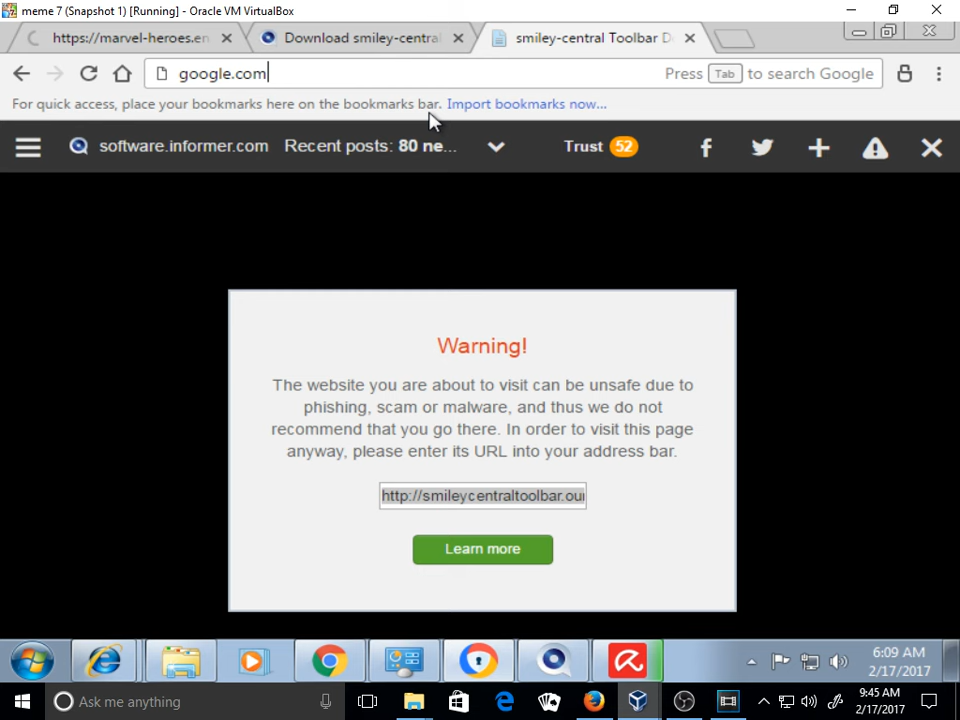 meme 7 (Snapshot 1) [Running] - Oracle VM VirtualBox
https://marvel-heroes.en
Download smiley-central
smiley-central Toolbar D
google.com
Press Tab to search Google
For quick access, place your bookmarks here on the bookmarks bar. Import bookmarks now...
software.informer.com Recent posts: 80 ne... Trust 52
Warning!
The website you are about to visit can be unsafe due to
phishing, scam or malware, and thus we do not
recommend that you go there. In order to visit this page
anyway, please enter its URL into your address bar.
http://smileycentraltoolbar.our
Learn more
6:09 AM
2/17/2017
Ask me anything
9:45 AM
2/17/2017